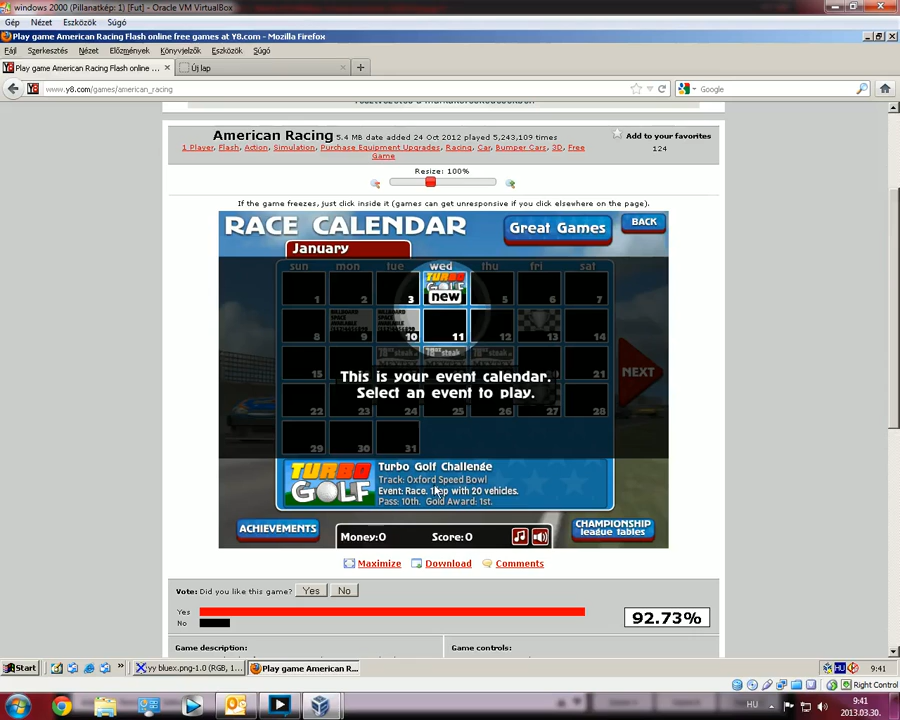 windows 2000 (Pillanatkép: 1) [Fut] - Oracle VM VirtualBox
Gép Nézet Eszközök Súgó
Play game American Racing Flash online free games at Y8.com - Mozilla Firefox
Fájl Szerkesztés Nézet Előzmények Könyvjelzők Eszközök Súgó
Play game American Racing Flash online ... Új lap
www.y8.com/games/american_racing Google
American Racing 5.4 MB date added 24 Oct 2012 played 5,243,109 times
Add to your favorites
124
1 Player, Flash, Action, Simulation, Purchase Equipment Upgrades, Racing, Car, Bumper Cars, 3D, Free Game
Resize: 100%
If the game freezes, just click inside it (games can get unresponsive if you click elsewhere on the page).
RACE CALENDAR Great Games BACK
January
sun mon tue wed thu fri sat
TURBO GOLF
new
1 2 3 5 6 7
8 9 10 11 12 13 14
15 21
NEXT
This is your event calendar.
Select an event to play.
22 23 24 25 26 27 28
29 30 31
TURBO GOLF
Turbo Golf Challenge
Track: Oxford Speed Bowl
Event: Race. 1 lap with 20 vehicles.
Pass: 10th. Gold Award: 1st.
ACHIEVEMENTS Money:0 Score:0 CHAMPIONSHIP league tables
Maximize Download Comments
Vote: Did you like this game? Yes No
Yes
No
92.73%
Game description: Game controls:
Start yy bluex.png-1.0 (RGB, 1... Play game American R... HU 9:41
Right Control
HU 9:41
2013.03.30.